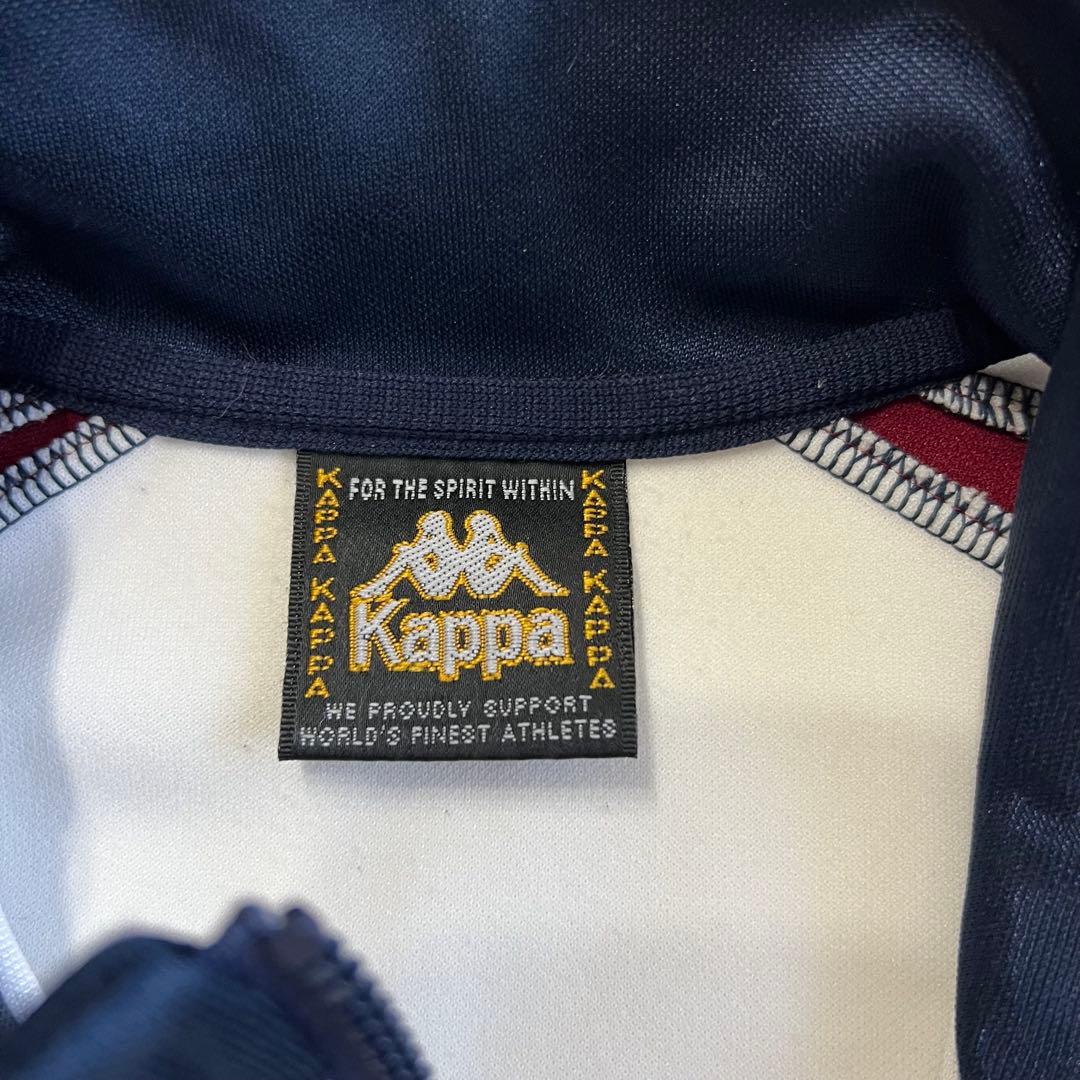 FOR THE SPIRIT WITHIN
KAPPA KAPPA
KAPPA KAPPA
Kappa
WE PROUDLY SUPPORT
WORLD'S FINEST ATHLETES